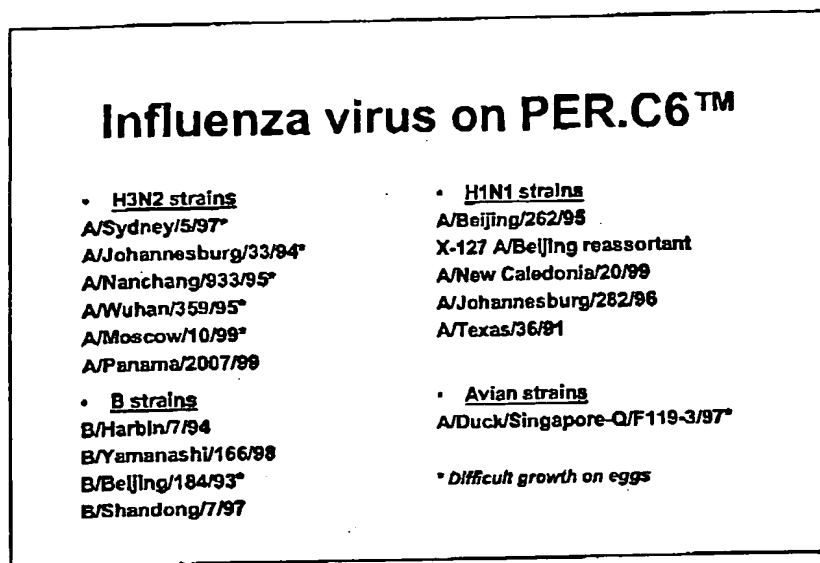 Influenza virus on PER.C6™
• H3N2 strains
A/Sydney/5/97*
A/Johannesburg/33/94*
A/Nanchang/933/95*
A/Wuhan/359/95*
A/Moscow/10/99*
A/Panama/2007/99
• B strains
B/Harbin/7/94
B/Yamanashi/166/98
B/Beijing/184/93*
B/Shandong/7/97
• H1N1 strains
A/Beijing/262/95
X-127 A/Beijing reassortant
A/New Caledonia/20/99
A/Johannesburg/282/96
A/Texas/36/91
• Avian strains
A/Duck/Singapore-Q/F119-3/97*
* Difficult growth on eggs